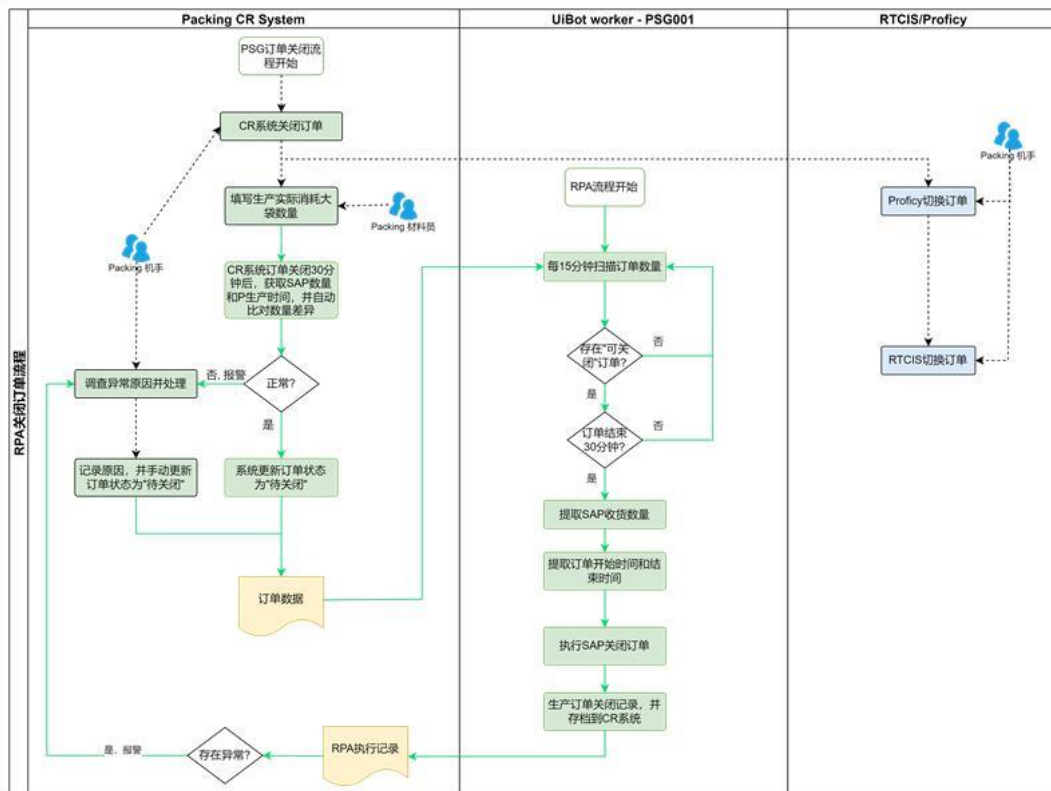 Packing CR System
UiBot worker - PSG001
RTCIS/Proficy
RPA关闭订单流程
PSG订单关闭流
程开始
CR系统关闭订单
填写生产实际消耗大
袋数量
Packing 材料员
Packing 机手
CR系统订单关闭30分
钟后，获取SAP数量
和P生产时间，并自动
比对数量差异
正常?
否, 报警
是
调查异常原因并处理
记录原因，并手动更新
订单状态为"待关闭"
系统更新订单状态
为"待关闭"
订单数据
RPA执行记录
存在异常?
是, 报警
RPA流程开始
每15分钟扫描订单数量
存在"可关
闭"订单?
否
是
订单结束
30分钟?
否
是
提取SAP收货数量
提取订单开始时间和结
束时间
执行SAP关闭订单
生产订单关闭记录，并
存档到CR系统
Packing 机手
Proficy切换订单
RTCIS切换订单